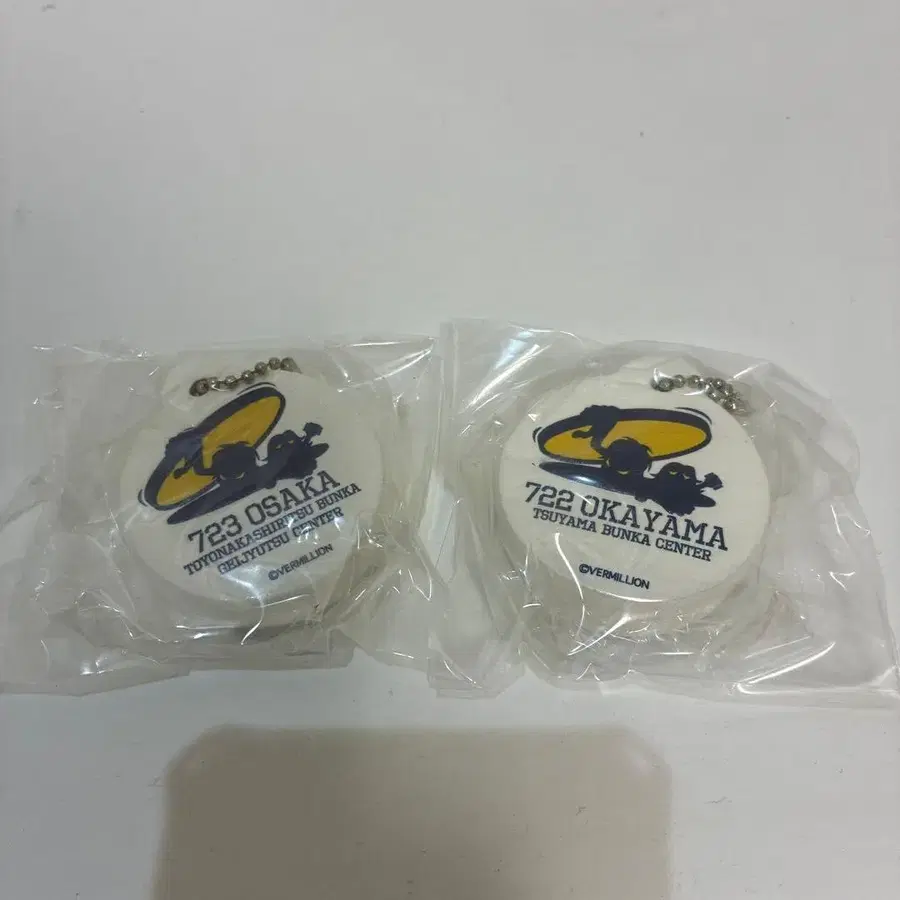 723 OSAKA
TOYONAKASHIRITSU BUNKA
GEIJYUTSU CENTER
©VERMILLION
722 OKAYAMA
TSUYAMA BUNKA CENTER
©VERMILLION